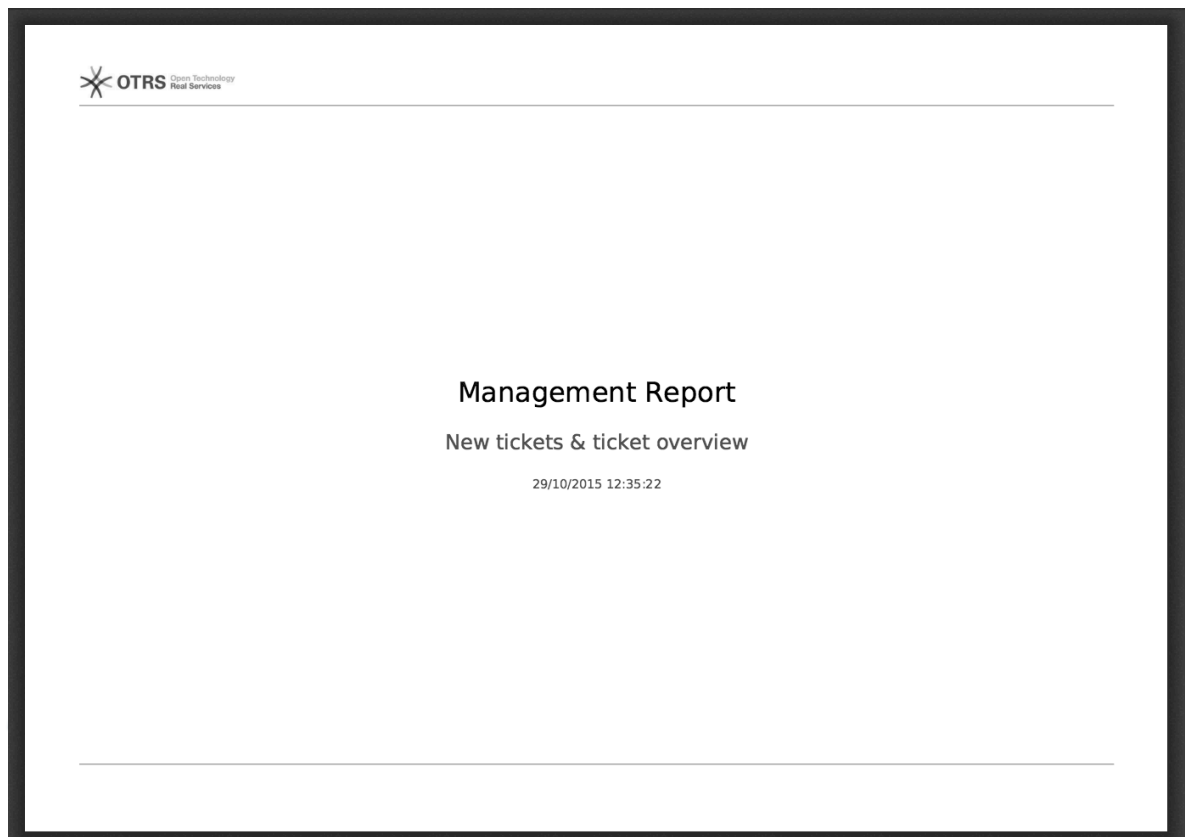 OTRS Open Technology
Real Services
Management Report
New tickets & ticket overview
29/10/2015 12:35:22